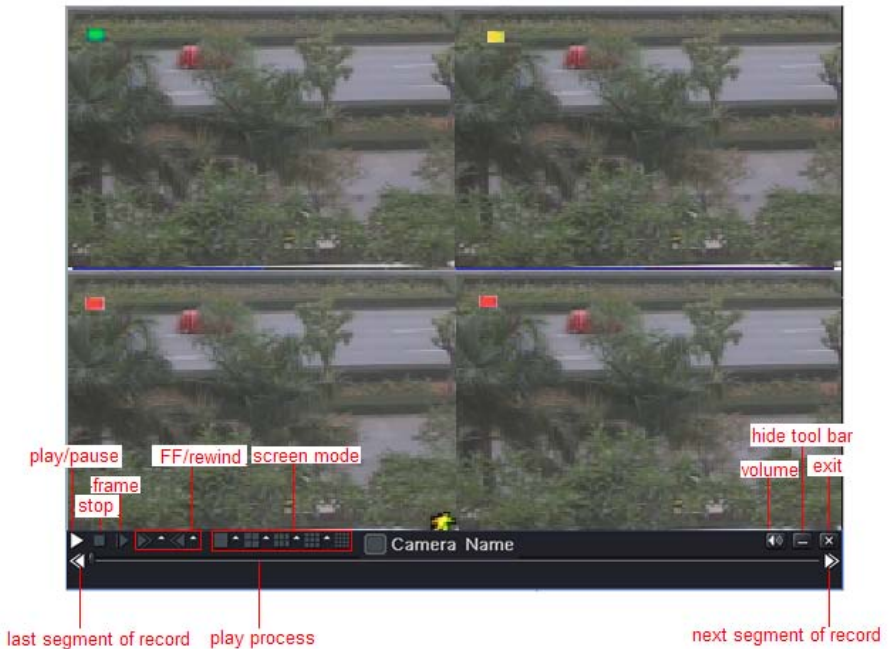 play/pause
FF/rewind
screen mode
hide tool bar
frame
volume
exit
stop
Camera Name
last segment of record
play process
next segment of record